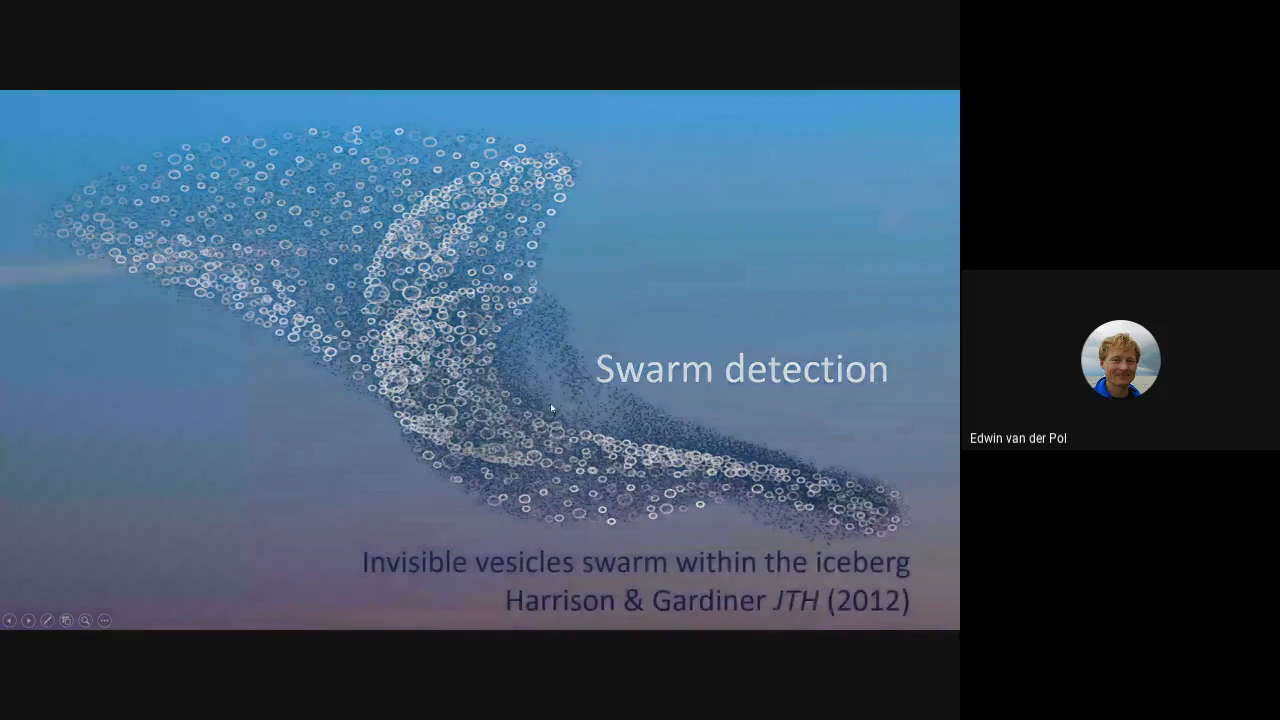 Swarm detection
Invisible vesicles swarm within the iceberg
Harrison & Gardiner JTH (2012)
Edwin van der Pol